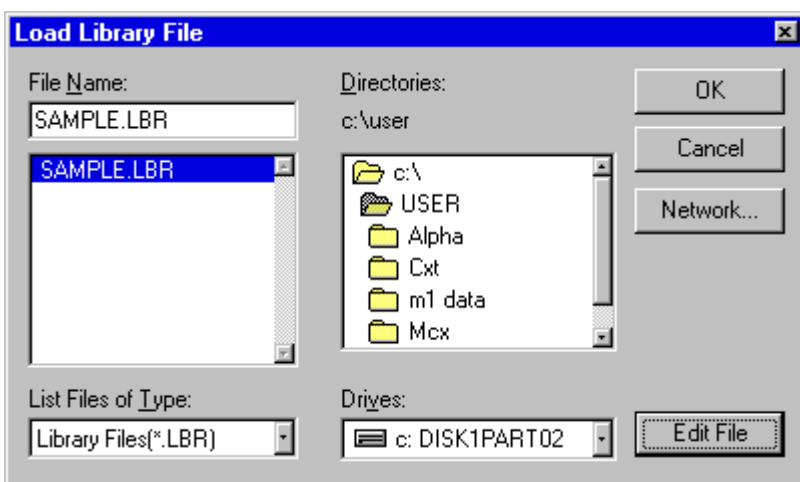 Load Library File
File Name:
SAMPLE.LBR
SAMPLE.LBR
List Files of Type:
Library Files(*.LBR)
Directories:
c:\user
c:\
USER
Alpha
Cxt
m1 data
Mcx
Drives:
c: DISK1PART02
OK
Cancel
Network...
Edit File